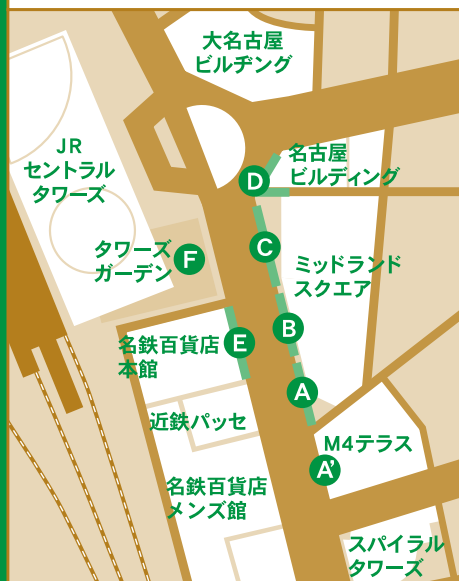 大名古屋
ビルヂング
JR
セントラル
タワーズ
名古屋
ビルディング
D
C
タワーズ
ガーデン
F
ミッドランド
スクエア
B
E
名鉄百貨店
本館
A
近鉄パッセ
M4テラス
A'
名鉄百貨店
メンズ館
スパイラル
タワーズ